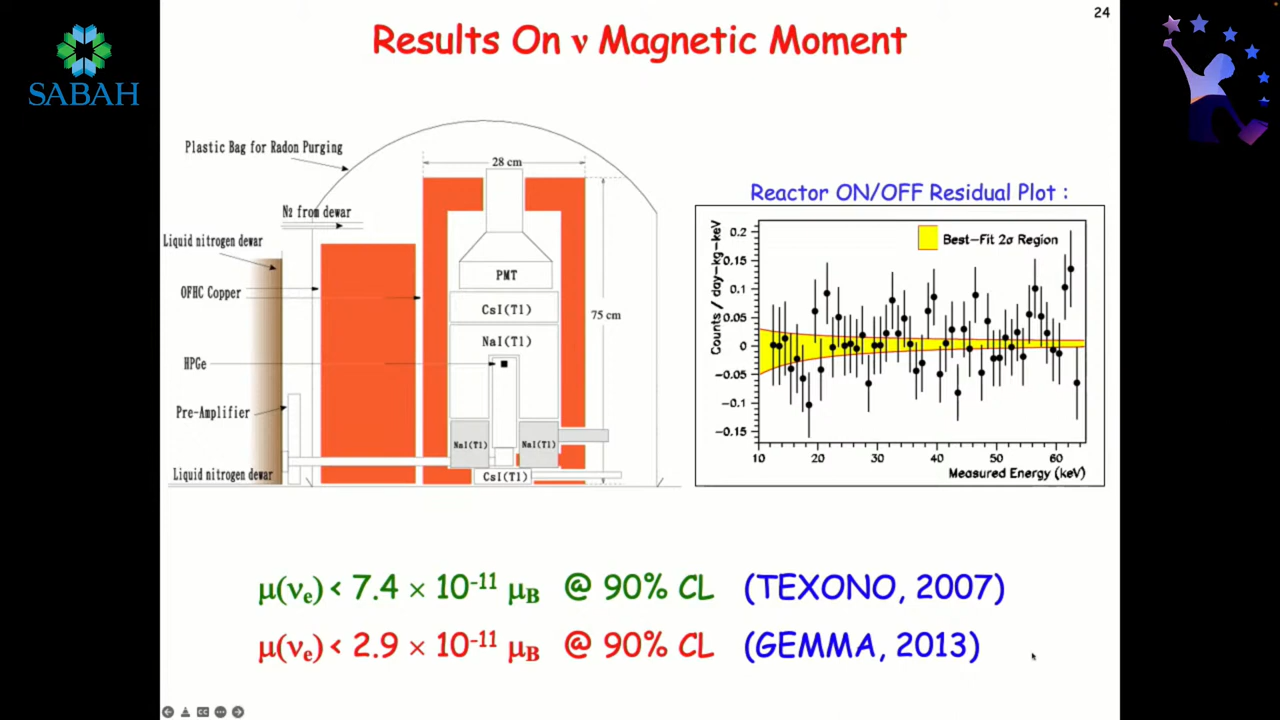 24
Results On ν Magnetic Moment
SABAH
Plastic Bag for Radon Purging
28 cm
N2 from dewar
Liquid nitrogen dewar
OFHC Copper
PMT
CsI(Tl)
75 cm
NaI(Tl)
HPGe
Pre-Amplifier
NaI(Tl)
NaI(Tl)
Liquid nitrogen dewar
CsI(Tl)
Reactor ON/OFF Residual Plot :
Counts / day-kg-keV
0.2
0.15
0.1
0.05
0
-0.05
-0.1
-0.15
Best-Fit 2σ Region
10 20 30 40 50 60
Measured Energy (keV)
μ(νe) < 7.4 × 10⁻¹¹ μB @ 90% CL (TEXONO, 2007)
μ(νe) < 2.9 × 10⁻¹¹ μB @ 90% CL (GEMMA, 2013)